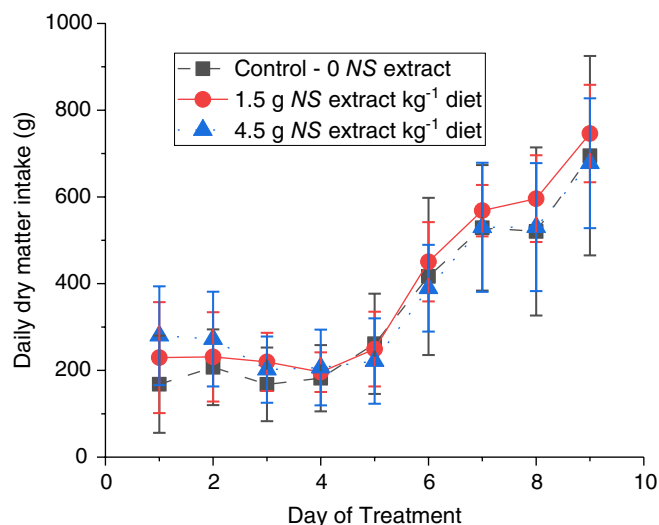 1000
800
600
400
200
0
Daily dry matter intake (g)
Control - 0 NS extract
1.5 g NS extract kg⁻¹ diet
4.5 g NS extract kg⁻¹ diet
0 2 4 6 8 10
Day of Treatment